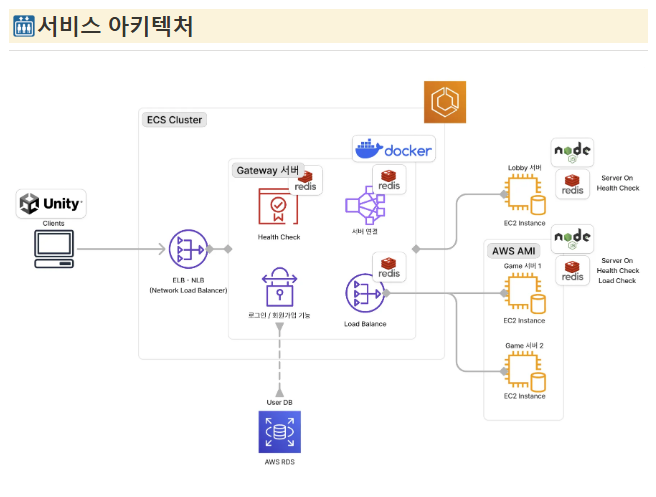 서비스 아키텍처
ECS Cluster
docker
Gateway 서버
redis
redis
Unity
Clients
Health Check
서버 연결
ELB - NLB
(Network Load Balancer)
redis
로그인 / 회원가입 기능
Load Balance
User DB
AWS RDS
node
JS
Lobby 서버
redis
Server On
Health Check
EC2 Instance
node
JS
AWS AMI
Game 서버 1
redis
Server On
Health Check
Load Check
EC2 Instance
Game 서버 2
EC2 Instance